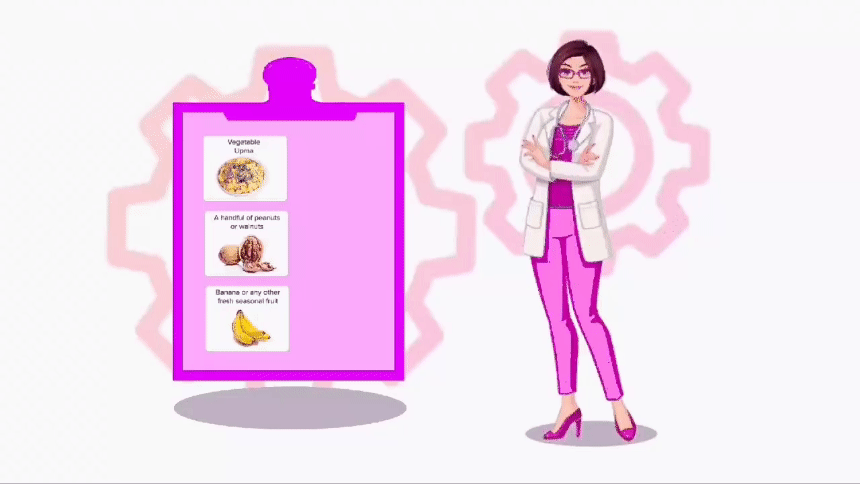 Vegetable
Upma
A handful of peanuts
or walnuts
Banana or any other
fresh seasonal fruit